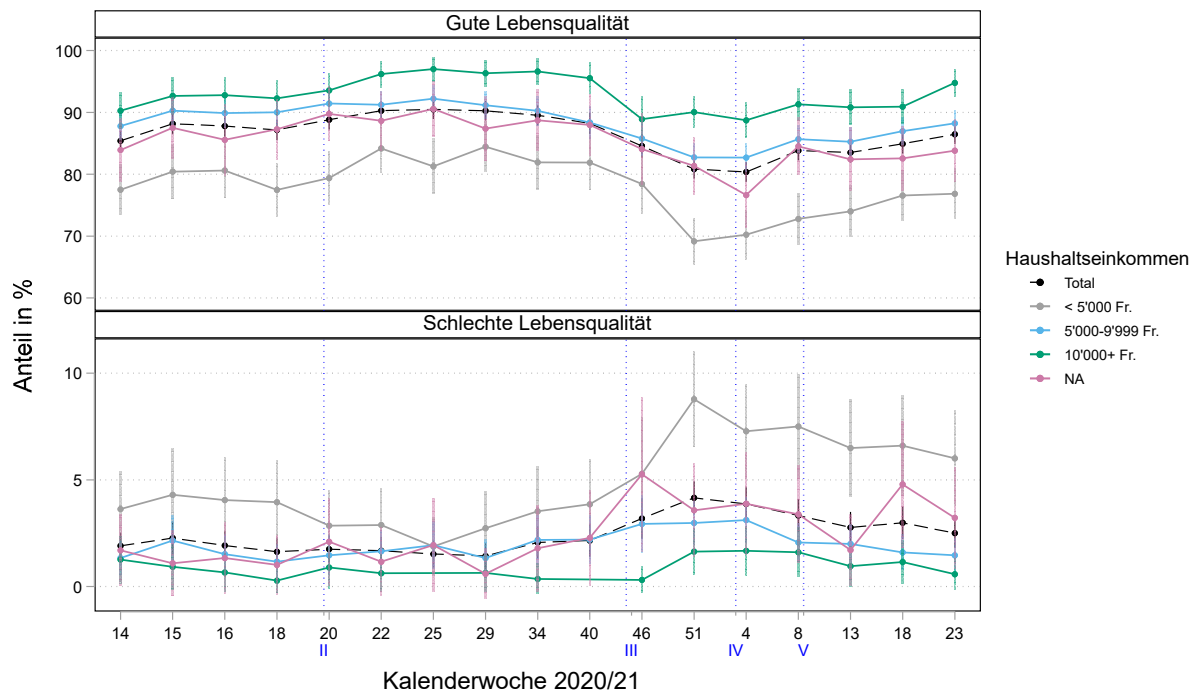 Gute Lebensqualität
100
90
80
70
60
Schlechte Lebensqualität
10
5
0
Anteil in %
14 15 16 18 20 22 25 29 34 40 46 51 4 8 13 18 23
II III IV V
Kalenderwoche 2020/21
Haushaltseinkommen
Total
< 5'000 Fr.
5'000-9'999 Fr.
10'000+ Fr.
NA